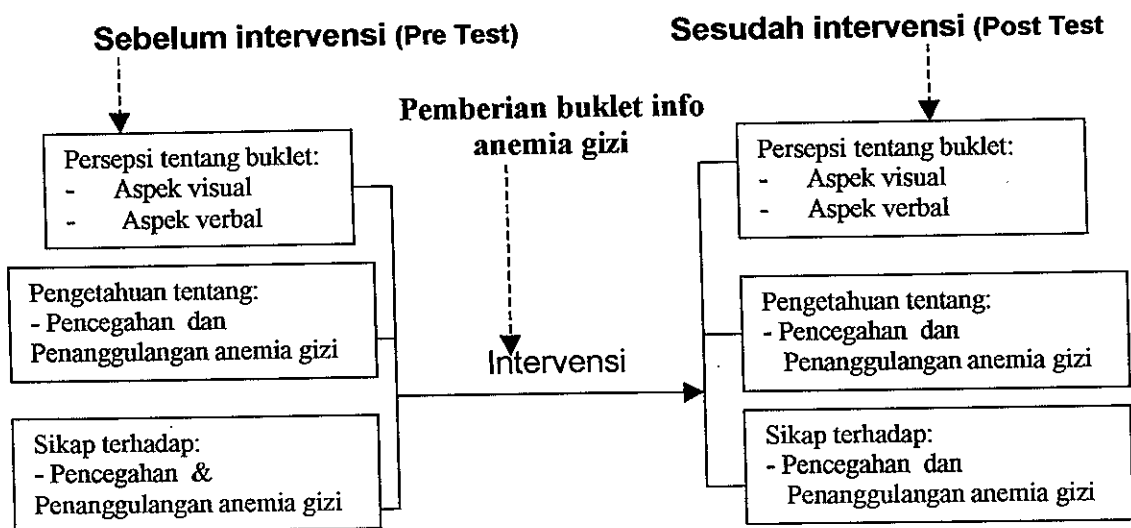 Sebelum intervensi (Pre Test)
Sesudah intervensi (Post Test
Pemberian buklet info
anemia gizi
Persepsi tentang buklet:
- Aspek visual
- Aspek verbal
Pengetahuan tentang:
- Pencegahan dan
Penanggulangan anemia gizi
Sikap terhadap:
- Pencegahan &
Penanggulangan anemia gizi
Intervensi
Persepsi tentang buklet:
- Aspek visual
- Aspek verbal
Pengetahuan tentang:
- Pencegahan dan
Penanggulangan anemia gizi
Sikap terhadap:
- Pencegahan dan
Penanggulangan anemia gizi